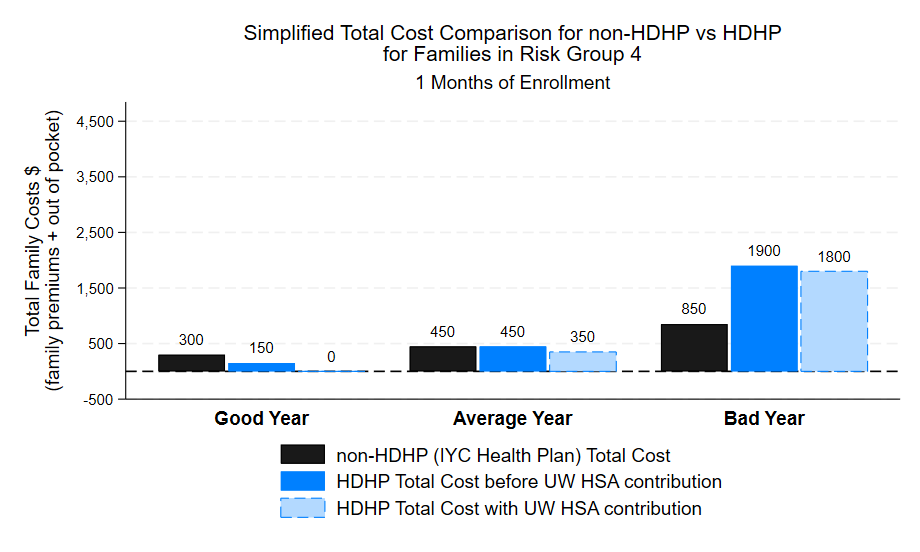 Simplified Total Cost Comparison for non-HDHP vs HDHP
for Families in Risk Group 4
1 Months of Enrollment
Total Family Costs $
(family premiums + out of pocket)
4,500
3,500
2,500
1,500
500
-500
300
150
0
450
450
350
850
1900
1800
Good Year
Average Year
Bad Year
non-HDHP (IYC Health Plan) Total Cost
HDHP Total Cost before UW HSA contribution
HDHP Total Cost with UW HSA contribution